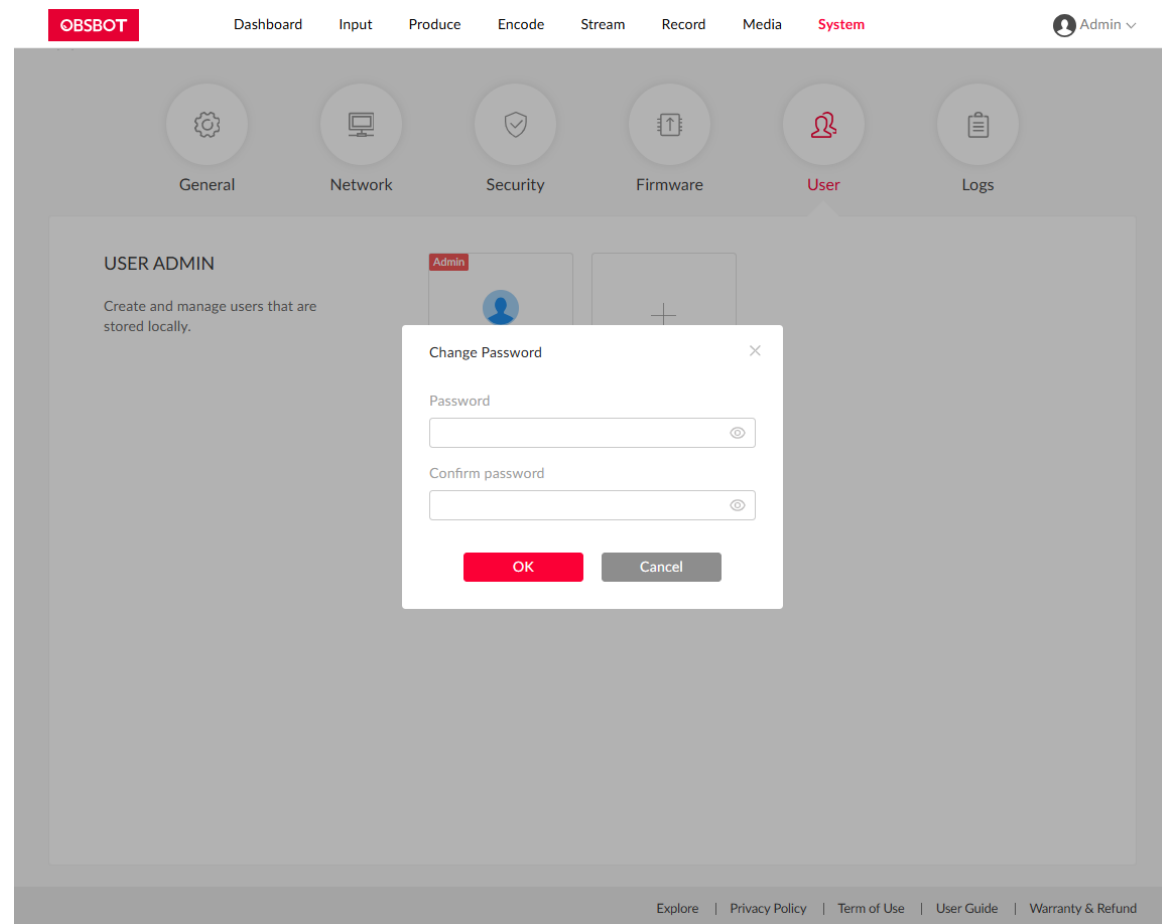 OBSBOT Dashboard Input Produce Encode Stream Record Media System Admin
General Network Security Firmware User Logs
USER ADMIN
Create and manage users that are
stored locally.
Admin
Change Password
Password
Confirm password
OK Cancel
Explore | Privacy Policy | Term of Use | User Guide | Warranty & Refund